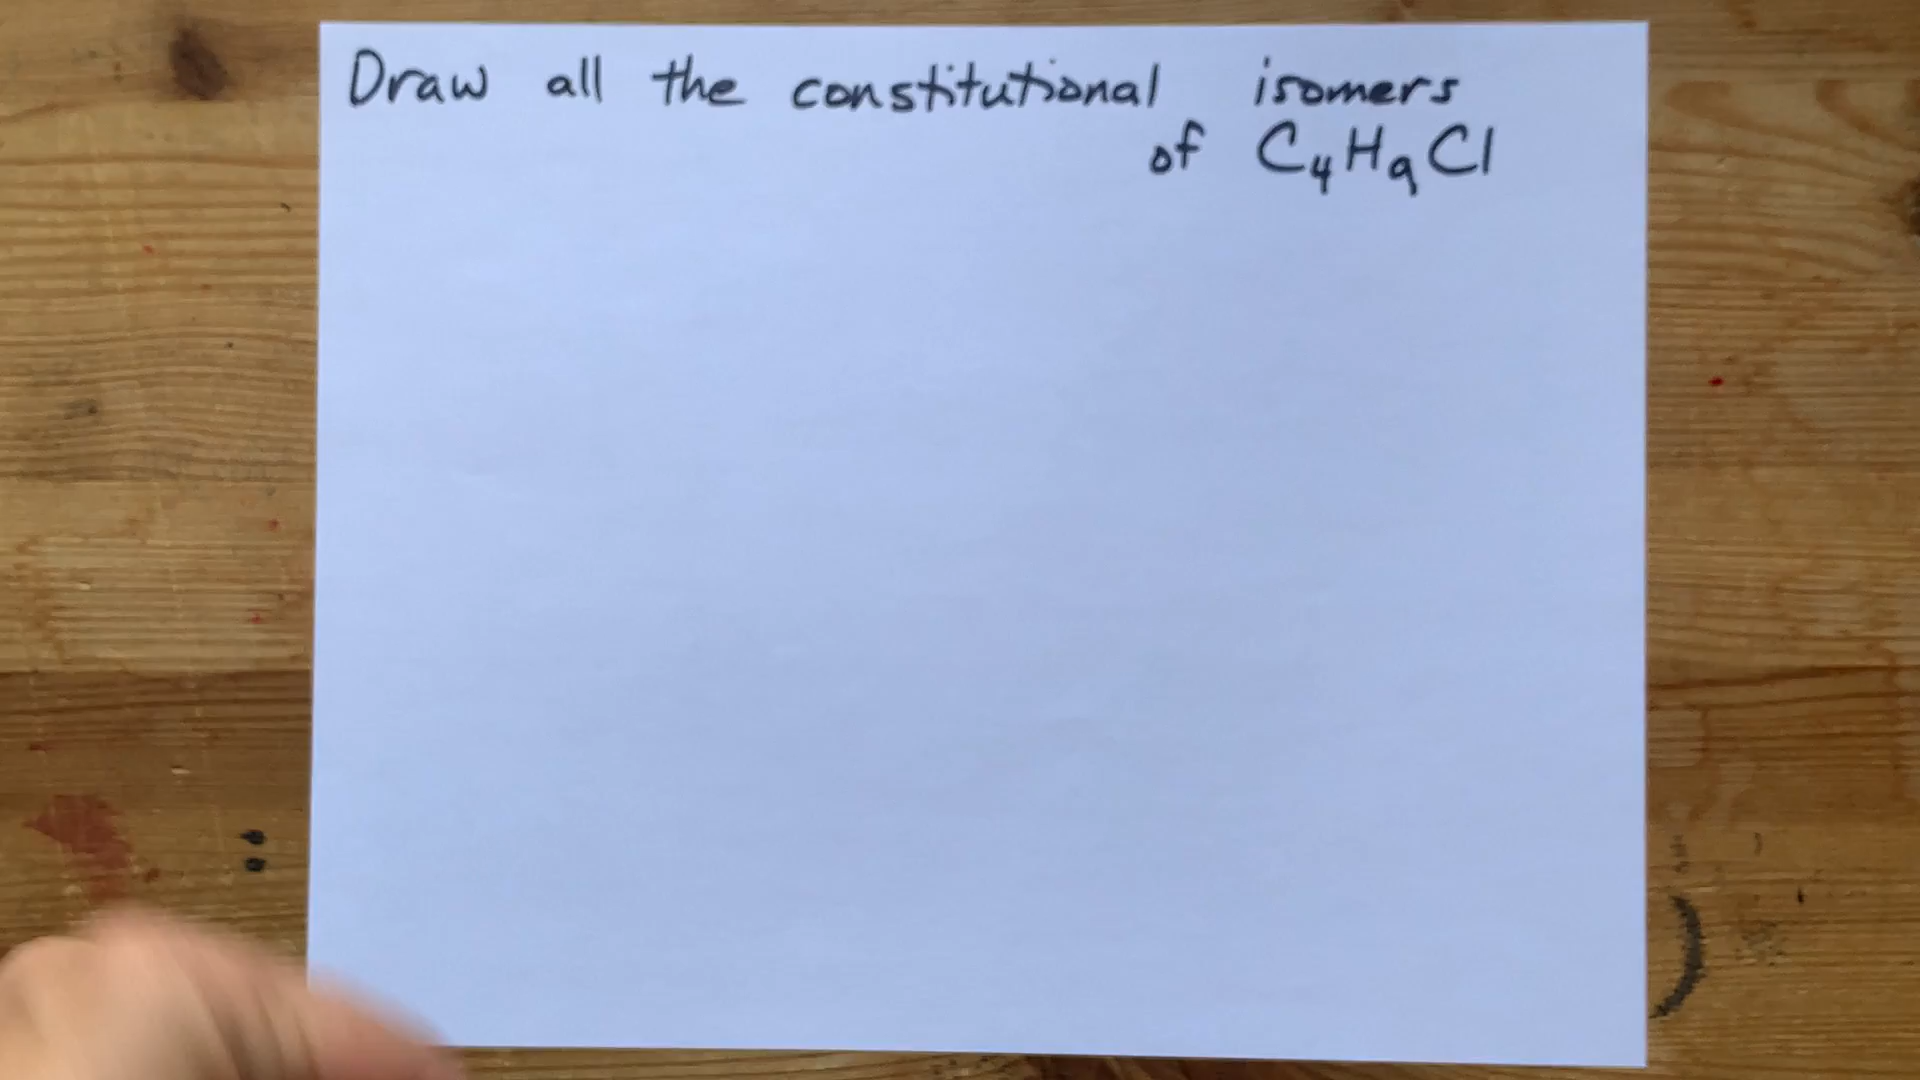 Draw all the constitutional isomers
of C₄H₉Cl